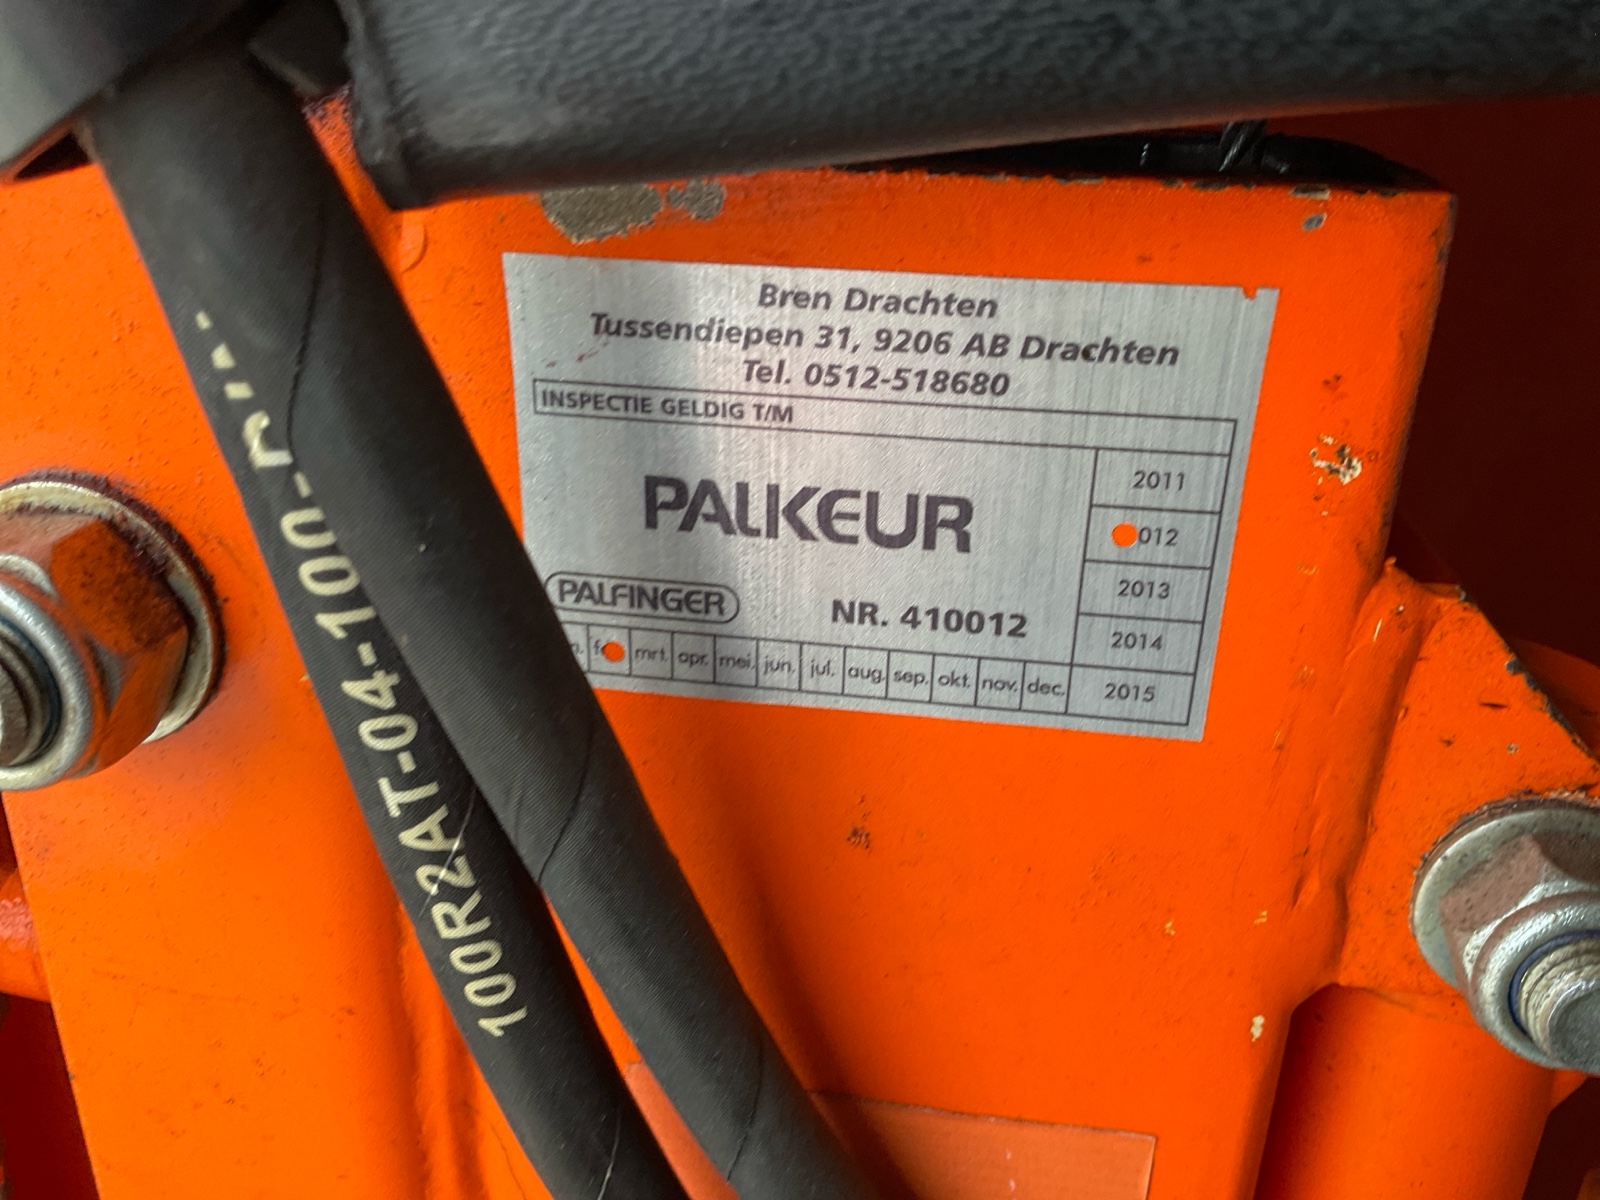 Bren Drachten
Tussendiepen 31, 9206 AB Drachten
Tel. 0512-518680
INSPECTIE GELDIG T/M
PALKEUR
2011
012
2013
2014
2015
PALFINGER
NR. 410012
mrt. apr. mei. jun. jul. aug. sep. okt. nov. dec.
100R2AT-04-100-